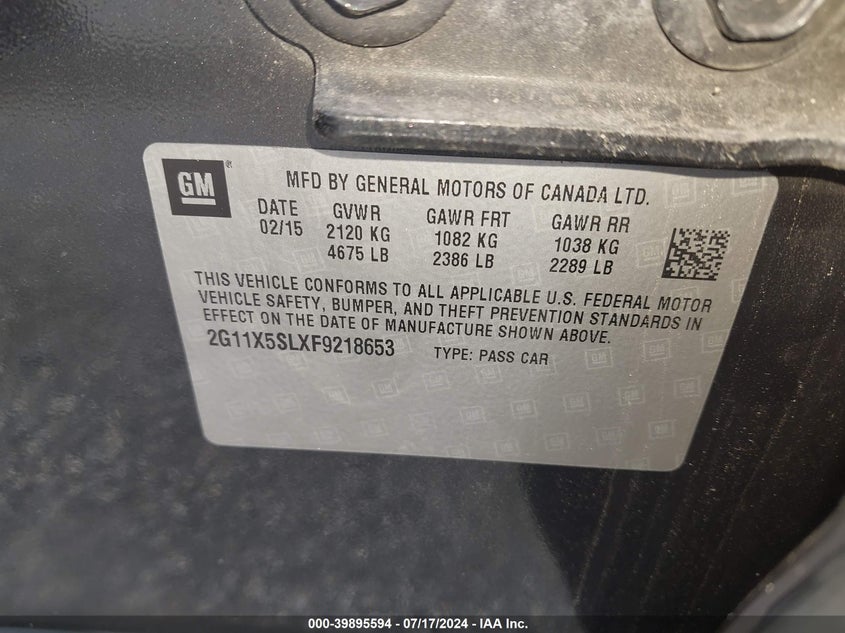 GM®
MFD BY GENERAL MOTORS OF CANADA LTD.
DATE GVWR GAWR FRT GAWR RR
02/15 2120 KG 1082 KG 1038 KG
4675 LB 2386 LB 2289 LB
THIS VEHICLE CONFORMS TO ALL APPLICABLE U.S. FEDERAL MOTOR
VEHICLE SAFETY, BUMPER, AND THEFT PREVENTION STANDARDS IN
EFFECT ON THE DATE OF MANUFACTURE SHOWN ABOVE.
2G11X5SLXF9218653 TYPE: PASS CAR
000-39895594 / 07/17/2024 - IAA Inc.